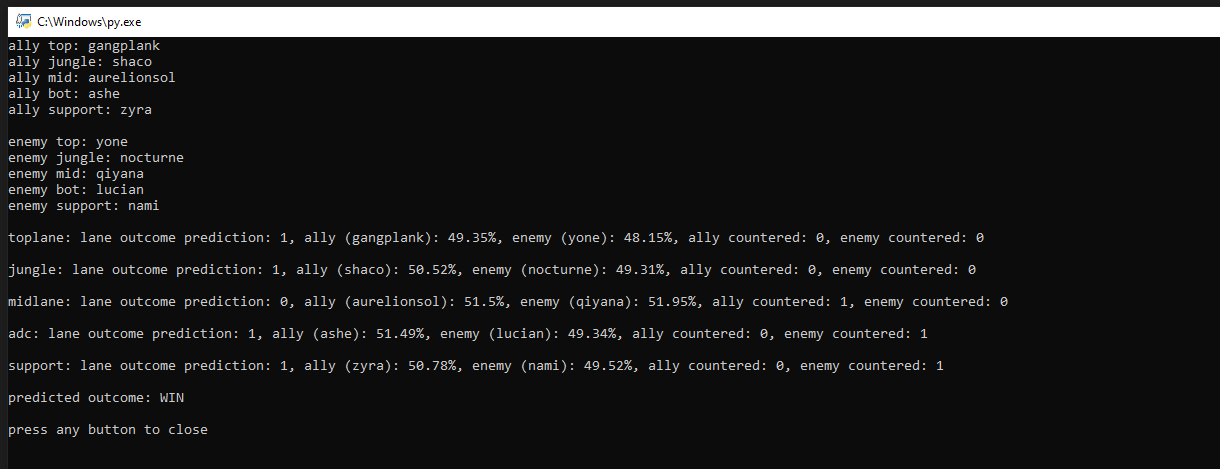 C:\Windows\py.exe
ally top: gangplank
ally jungle: shaco
ally mid: aurelionsol
ally bot: ashe
ally support: zyra
enemy top: yone
enemy jungle: nocturne
enemy mid: qiyana
enemy bot: lucian
enemy support: nami
toplane: lane outcome prediction: 1, ally (gangplank): 49.35%, enemy (yone): 48.15%, ally countered: 0, enemy countered: 0
jungle: lane outcome prediction: 1, ally (shaco): 50.52%, enemy (nocturne): 49.31%, ally countered: 0, enemy countered: 0
midlane: lane outcome prediction: 0, ally (aurelionsol): 51.5%, enemy (qiyana): 51.95%, ally countered: 1, enemy countered: 0
adc: lane outcome prediction: 1, ally (ashe): 51.49%, enemy (lucian): 49.34%, ally countered: 0, enemy countered: 1
support: lane outcome prediction: 1, ally (zyra): 50.78%, enemy (nami): 49.52%, ally countered: 0, enemy countered: 1
predicted outcome: WIN
press any button to close